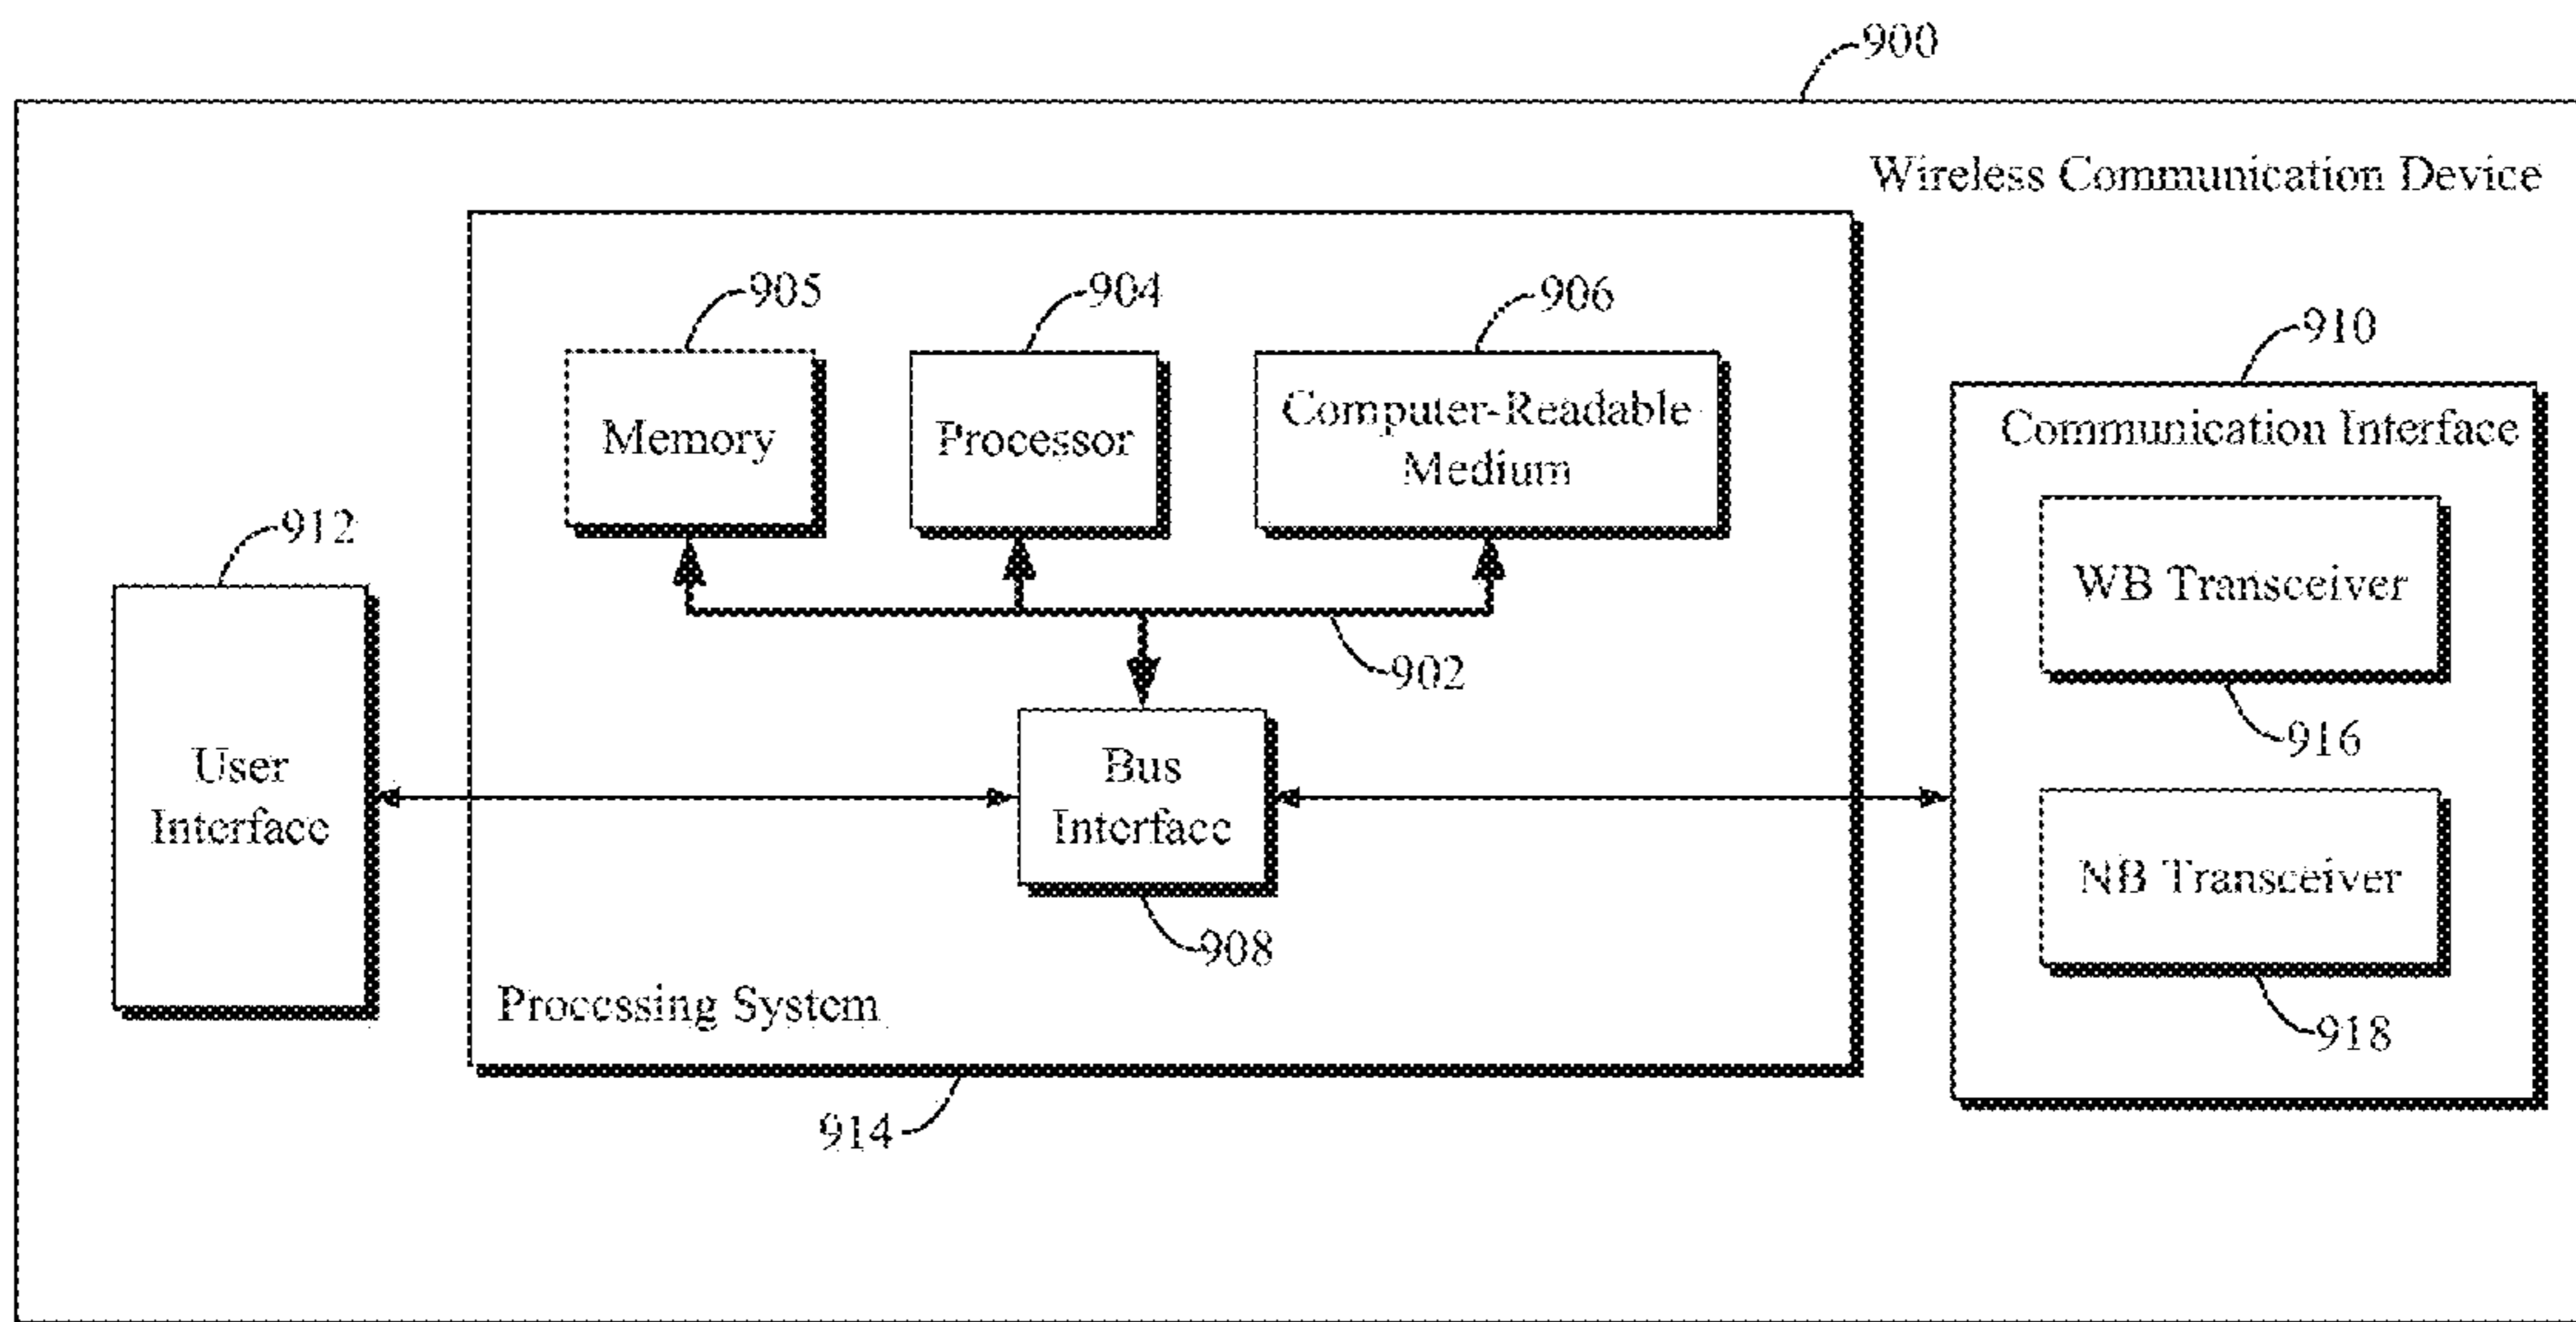 900
Wireless Communication Device
905
904
906
910
Memory
Processor
Computer-Readable
Medium
Communication Interface
912
WB Transceiver
902
916
User
Interface
Bus
Interface
NB Transceiver
908
918
Processing System
914